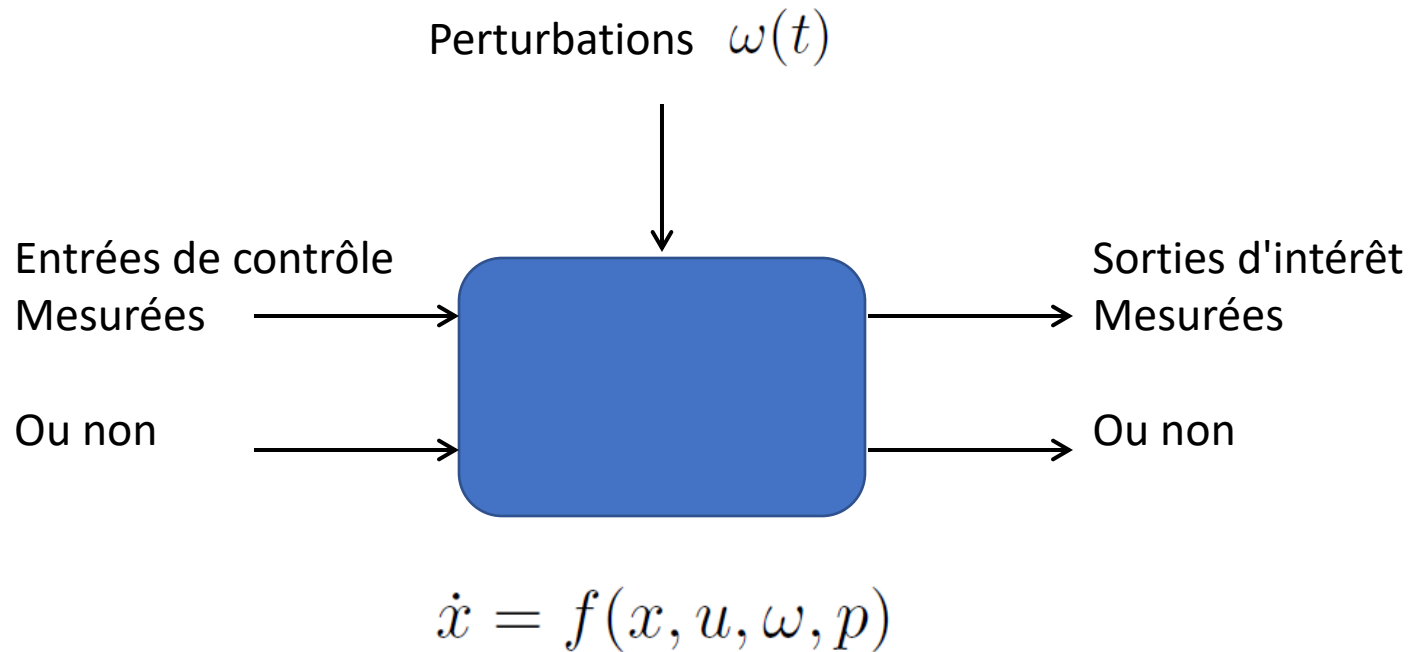 Perturbations ω(t)
Entrées de contrôle
Mesurées
Ou non
Sorties d'intérêt
Mesurées
Ou non
ẋ = f(x, u, ω, p)